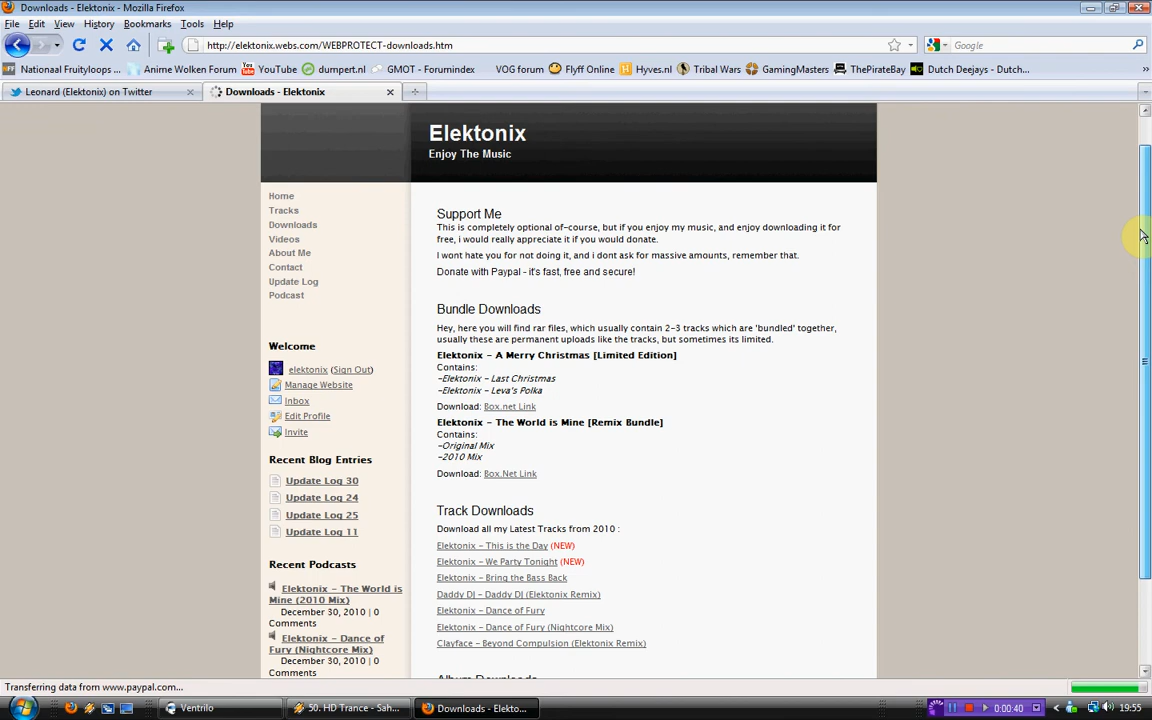 Downloads - Elektonix - Mozilla Firefox
File Edit View History Bookmarks Tools Help
http://elektonix.webs.com/WEBPROTECT-downloads.htm
Google
Nationaal Fruityloops ... Anime Wolken Forum YouTube dumpert.nl GMOT - Forumindex VOG forum Flyff Online Hyves.nl Tribal Wars GamingMasters ThePirateBay Dutch Deejays - Dutch...
Leonard (Elektonix) on Twitter
Downloads - Elektonix
Elektonix
Enjoy The Music
Home
Tracks
Downloads
Videos
About Me
Contact
Update Log
Podcast
Welcome
elektonix (Sign Out)
Manage Website
Inbox
Edit Profile
Invite
Recent Blog Entries
Update Log 30
Update Log 24
Update Log 25
Update Log 11
Recent Podcasts
Elektonix - The World is
Mine (2010 Mix)
December 30, 2010 | 0
Comments
Elektonix - Dance of
Fury (Nightcore Mix)
December 30, 2010 | 0
Comments
Support Me
This is completely optional of-course, but if you enjoy my music, and enjoy downloading it for
free, i would really appreciate it if you would donate.
I wont hate you for not doing it, and i dont ask for massive amounts, remember that.
Donate with Paypal - it's fast, free and secure!
Bundle Downloads
Hey, here you will find rar files, which usually contain 2-3 tracks which are 'bundled' together,
usually these are permanent uploads like the tracks, but sometimes its limited.
Elektonix - A Merry Christmas [Limited Edition]
Contains:
-Elektonix - Last Christmas
-Elektonix - Leva's Polka
Download: Box.net Link
Elektonix - The World is Mine [Remix Bundle]
Contains:
-Original Mix
-2010 Mix
Download: Box.Net Link
Track Downloads
Download all my Latest Tracks from 2010 :
Elektonix - This is the Day (NEW)
Elektonix - We Party Tonight (NEW)
Elektonix - Bring the Bass Back
Daddy DJ - Daddy DJ (Elektonix Remix)
Elektonix - Dance of Fury
Elektonix - Dance of Fury (Nightcore Mix)
Clayface - Beyond Compulsion (Elektonix Remix)
Album Downloads
Transferring data from www.paypal.com...
Ventrilo
50. HD Trance - Sah...
Downloads - Elekto...
0:00:40
19:55